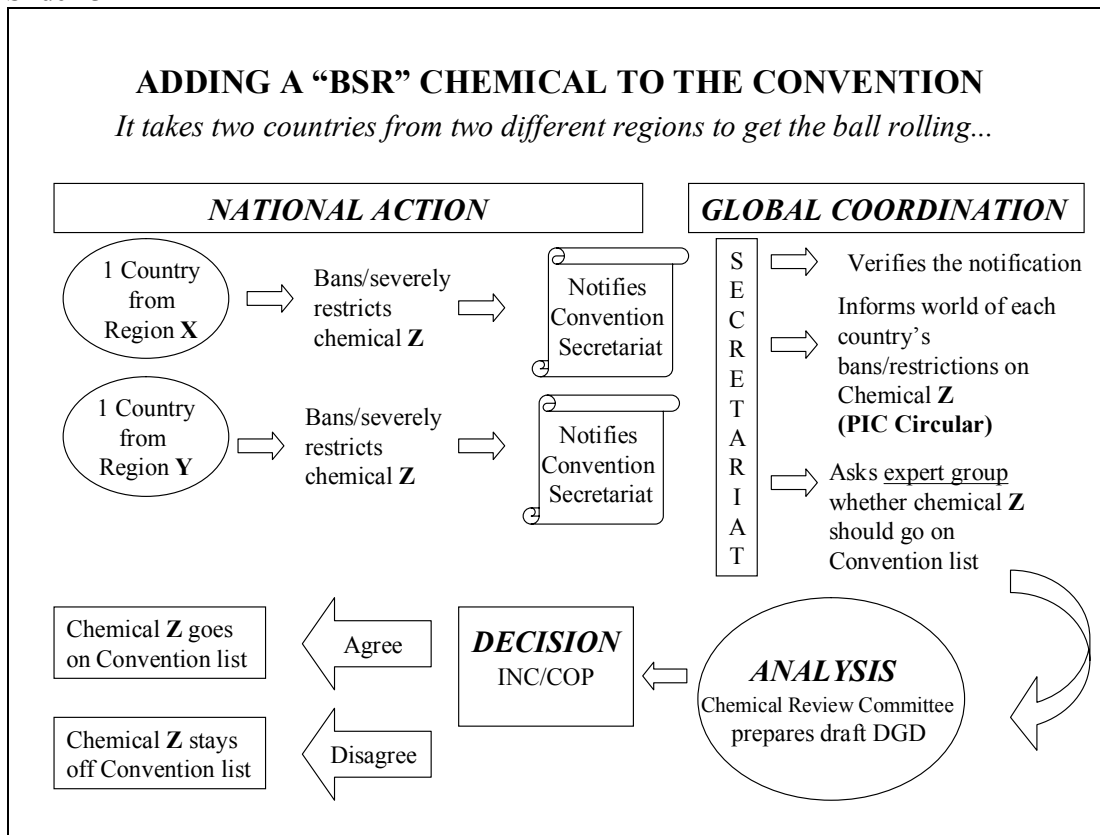 ADDING A “BSR” CHEMICAL TO THE CONVENTION
It takes two countries from two different regions to get the ball rolling...
NATIONAL ACTION
GLOBAL COORDINATION
1 Country
from
Region X
Bans/severely
restricts
chemical Z
Notifies
Convention
Secretariat
1 Country
from
Region Y
Bans/severely
restricts
chemical Z
Notifies
Convention
Secretariat
S
E
C
R
E
T
A
R
I
A
T
Verifies the notification
Informs world of each
country’s
bans/restrictions on
Chemical Z
(PIC Circular)
Asks expert group
whether chemical Z
should go on
Convention list
ANALYSIS
Chemical Review Committee
prepares draft DGD
DECISION
INC/COP
Agree
Chemical Z goes
on Convention list
Disagree
Chemical Z stays
off Convention list